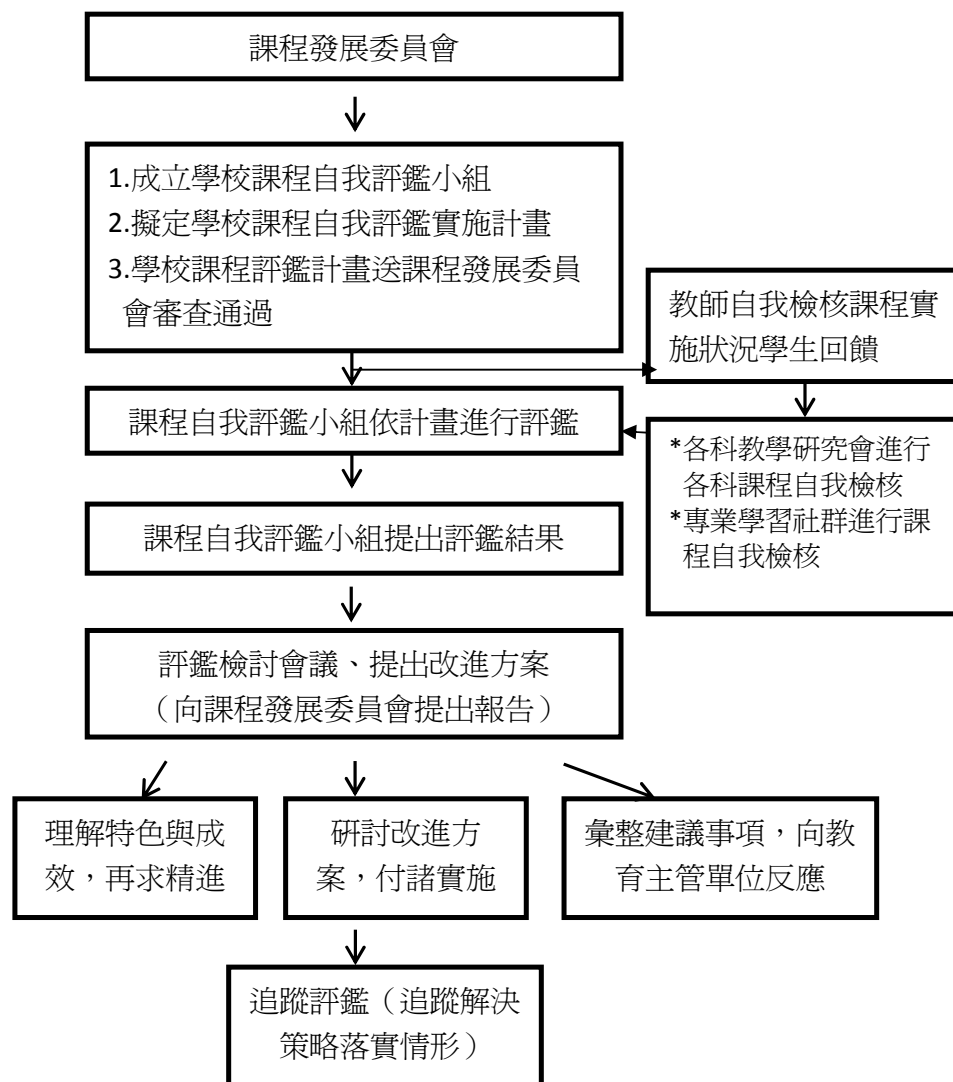 課程發展委員會
1.成立學校課程自我評鑑小組
2.擬定學校課程自我評鑑實施計畫
3.學校課程評鑑計畫送課程發展委員
會審查通過
教師自我檢核課程實
施狀況學生回饋
課程自我評鑑小組依計畫進行評鑑
*各科教學研究會進行
各科課程自我檢核
*專業學習社群進行課
程自我檢核
課程自我評鑑小組提出評鑑結果
評鑑檢討會議、提出改進方案
（向課程發展委員會提出報告）
理解特色與成
效，再求精進
研討改進方
案，付諸實施
彙整建議事項，向教
育主管單位反應
追蹤評鑑（追蹤解決
策略落實情形）